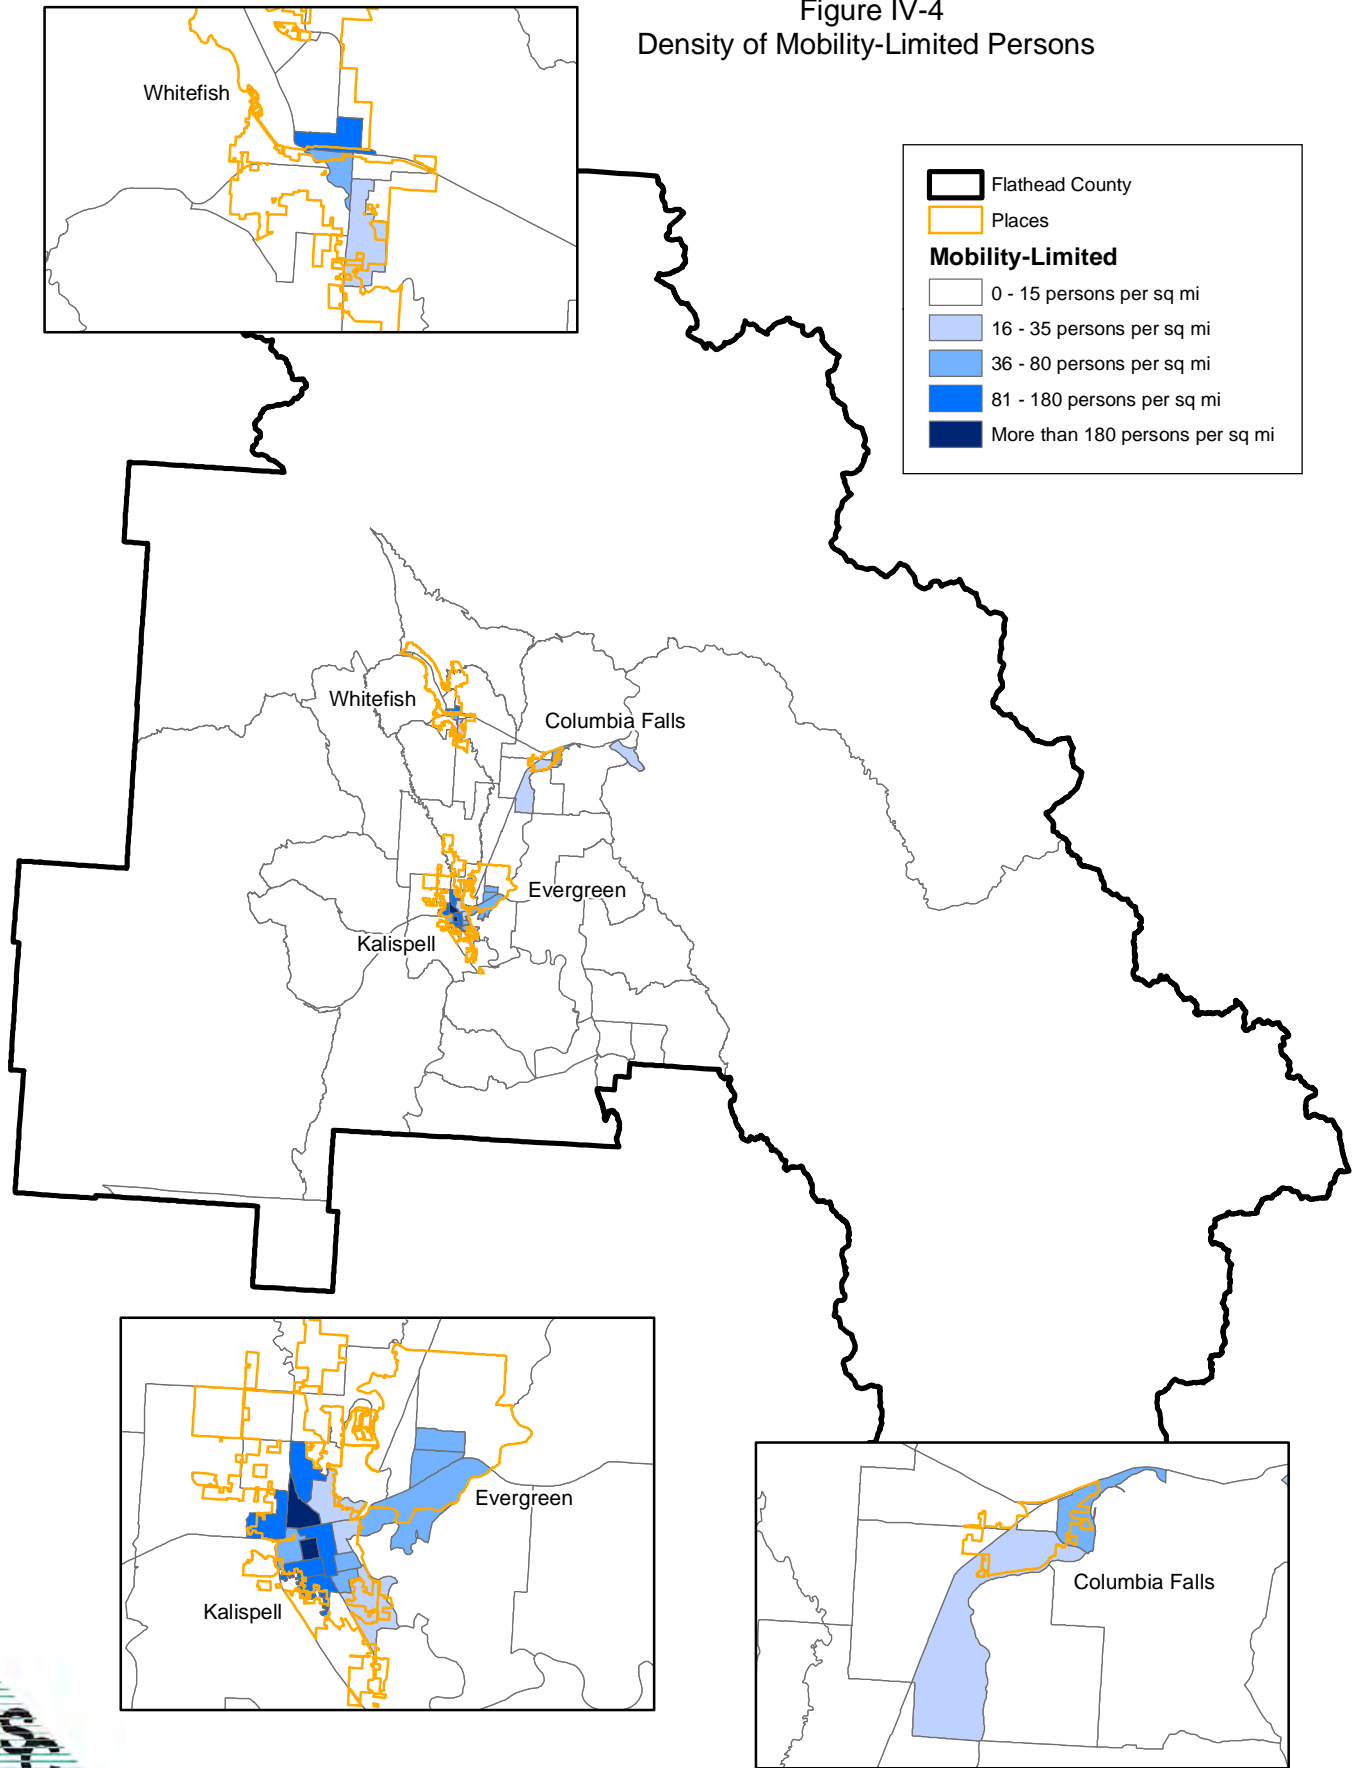 Figure IV-4
Density of Mobility-Limited Persons
Whitefish
Flathead County
Places
Mobility-Limited
0 - 15 persons per sq mi
16 - 35 persons per sq mi
36 - 80 persons per sq mi
81 - 180 persons per sq mi
More than 180 persons per sq mi
Whitefish
Columbia Falls
Evergreen
Kalispell
Evergreen
Kalispell
Columbia Falls